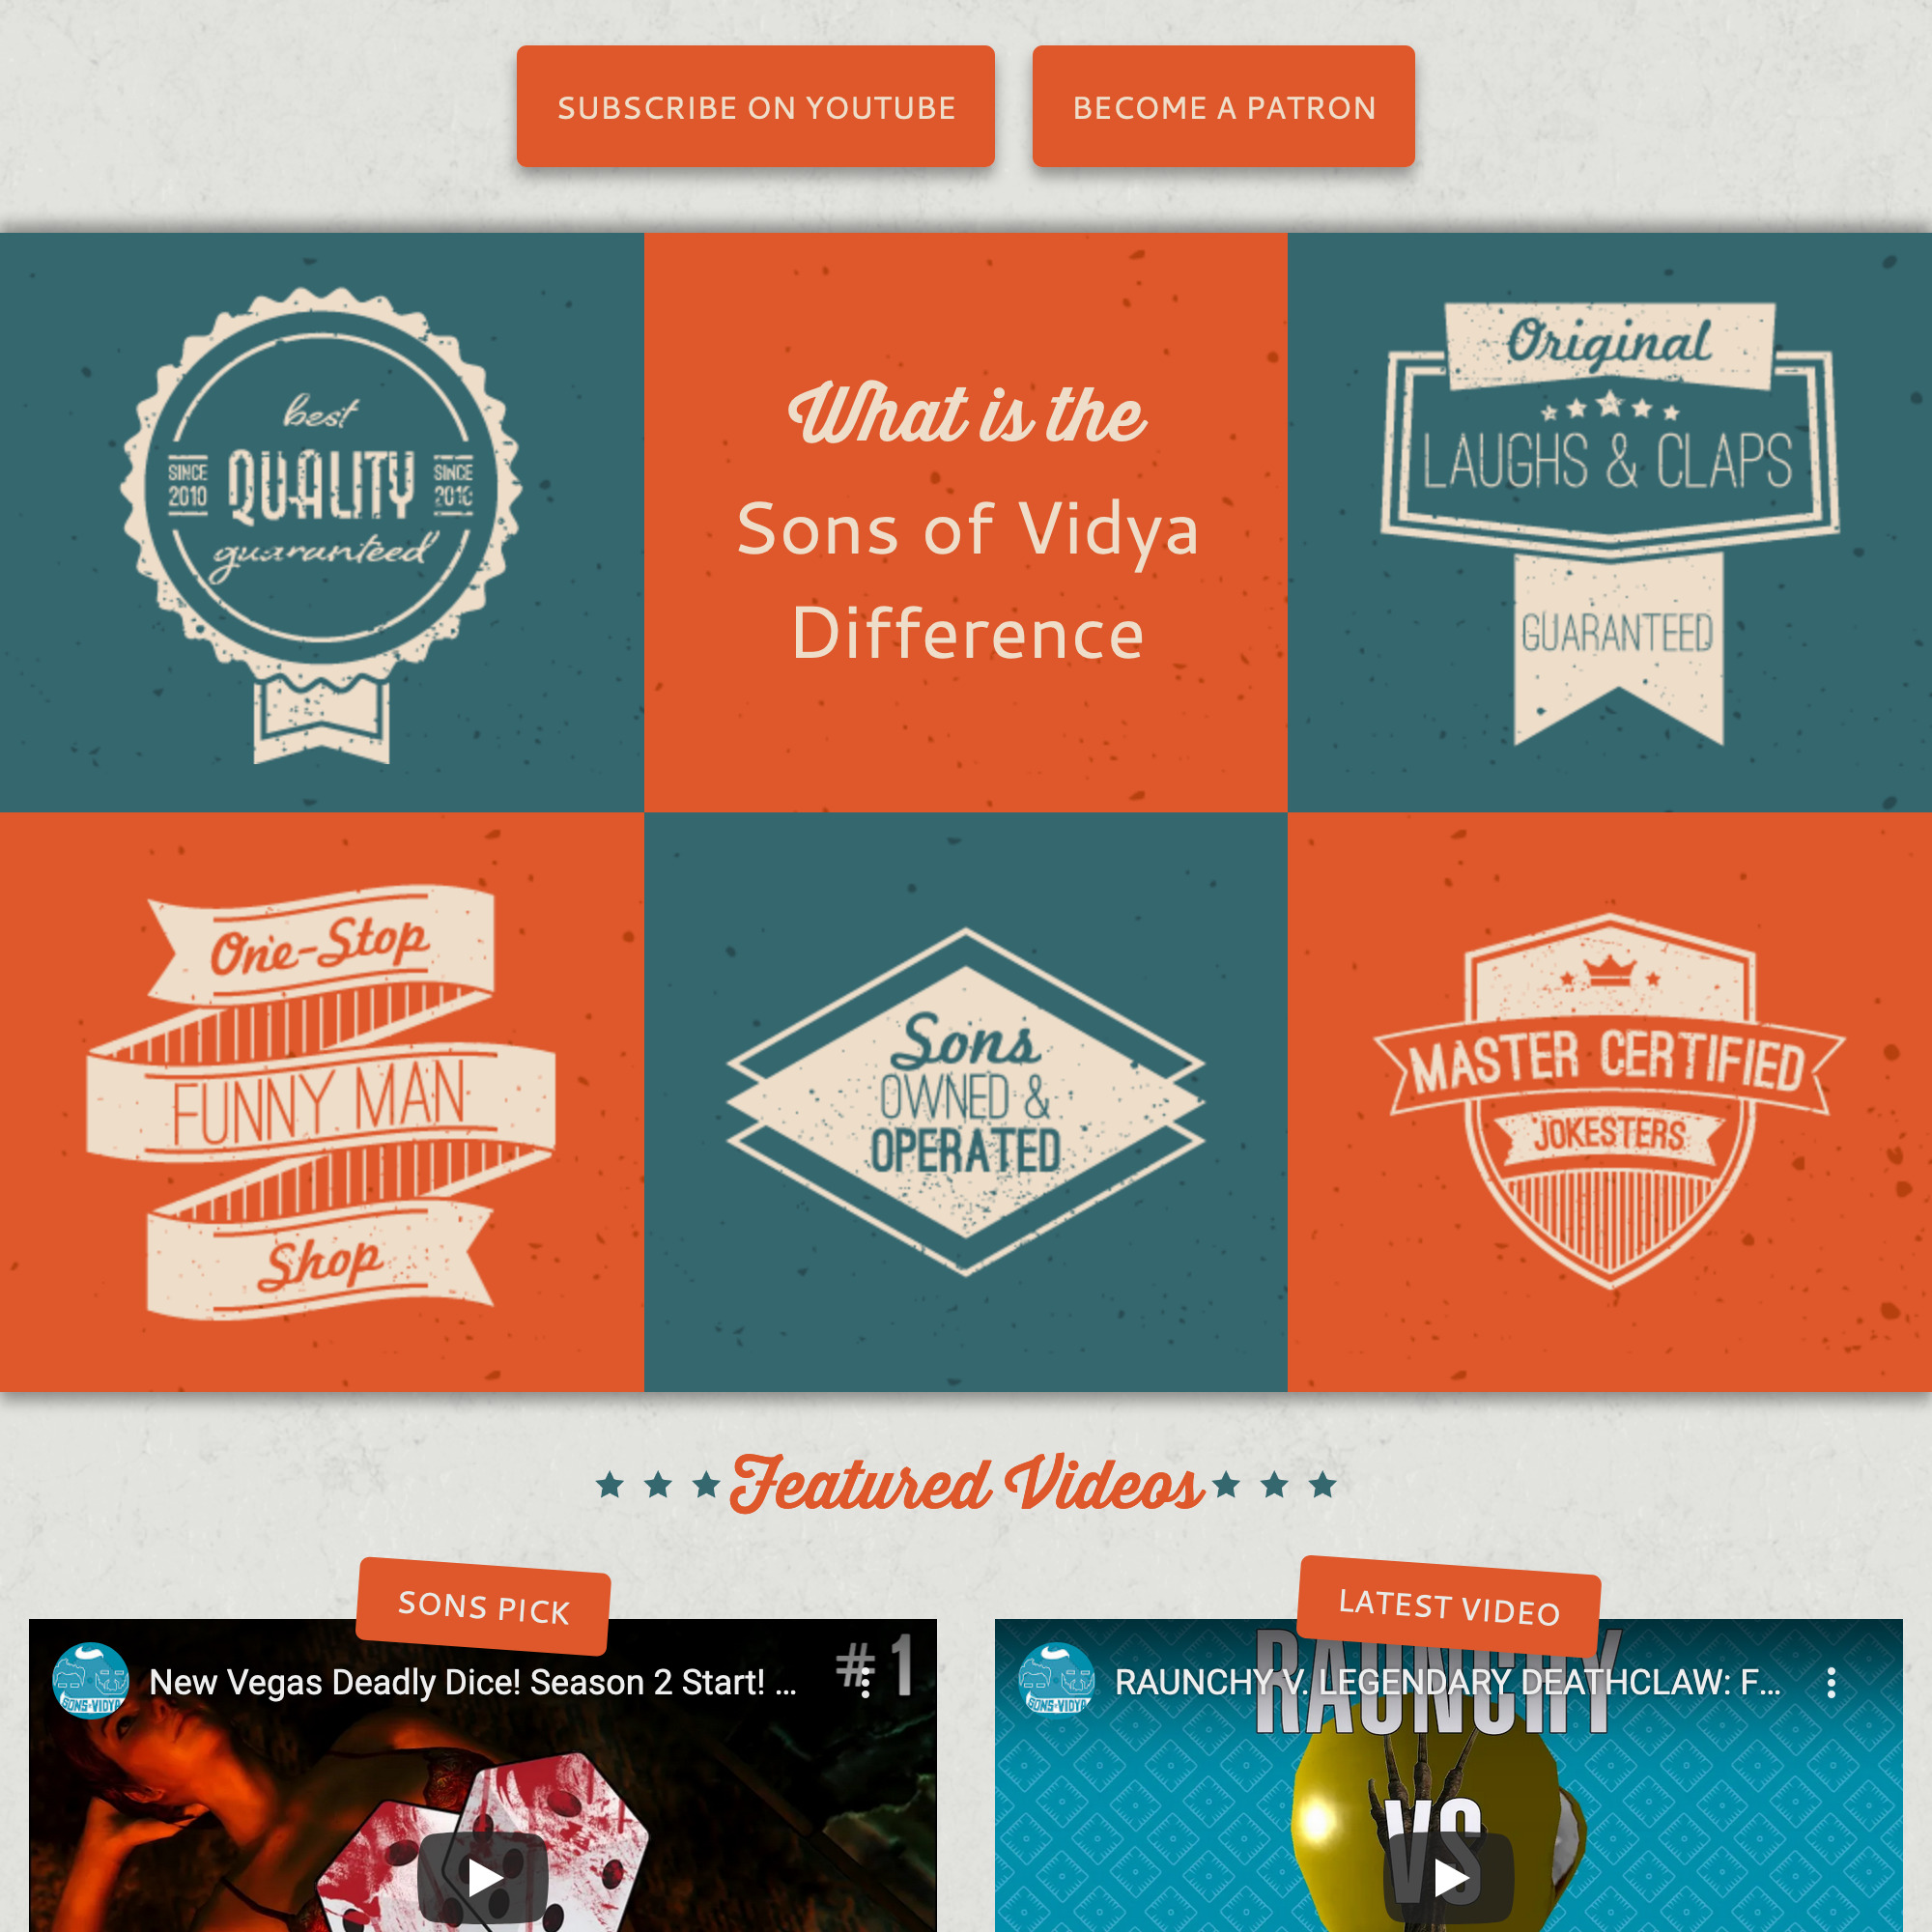 SUBSCRIBE ON YOUTUBE
BECOME A PATRON
best
SINCE
2010
QUALITY
SINCE
2010
guaranteed
What is the
Sons of Vidya
Difference
Original
LAUGHS & CLAPS
GUARANTEED
One-Stop
FUNNY MAN
Shop
Sons
OWNED &
OPERATED
MASTER CERTIFIED
JOKESTERS
Featured Videos
SONS PICK
SONS of VIDYA
New Vegas Deadly Dice! Season 2 Start! ...
#1
LATEST VIDEO
SONS of VIDYA
RAUNCHY V. LEGENDARY DEATHCLAW: F...
RAUNCHY
VS